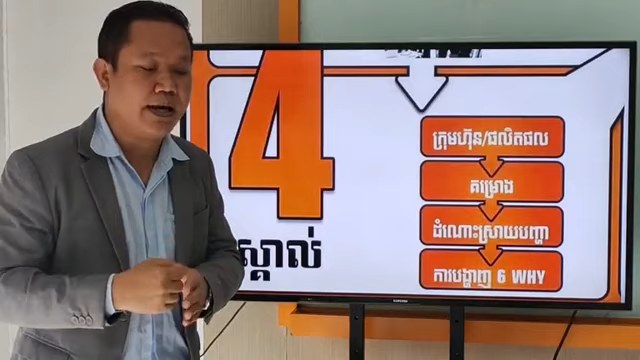 4
ស្គាល់
ក្រុមហ៊ុន/ផលិតផល
គម្រោង
ដំណោះស្រាយបញ្ហា
ការបង្ហាញ 6 WHY
SAMSUNG